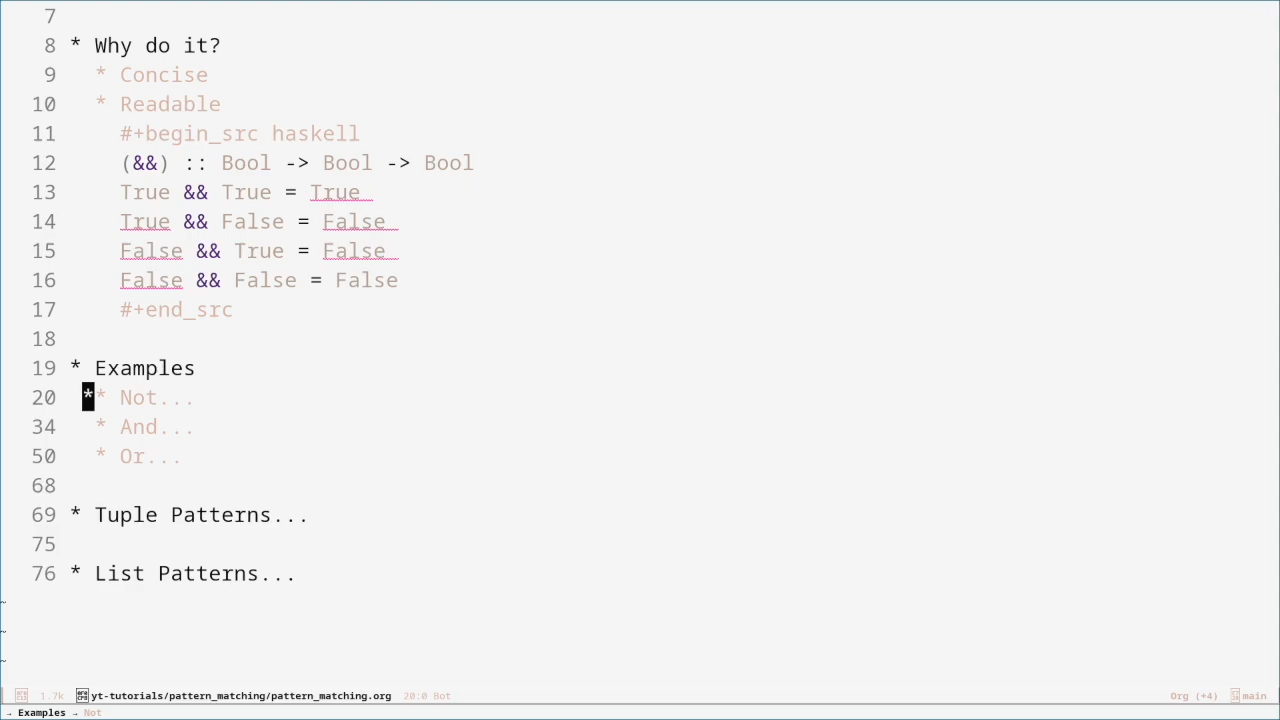 7
8 * Why do it?
9 * Concise
10 * Readable
11 #+begin_src haskell
12 (&&) :: Bool -> Bool -> Bool
13 True && True = True
14 True && False = False
15 False && True = False
16 False && False = False
17 #+end_src
18
19 * Examples
20 ** Not...
34 * And...
50 * Or...
68
69 * Tuple Patterns...
75
76 * List Patterns...
~
~
~
1.7k yt-tutorials/pattern_matching/pattern_matching.org 20:0 Bot Org (+4) main
→ Examples → Not